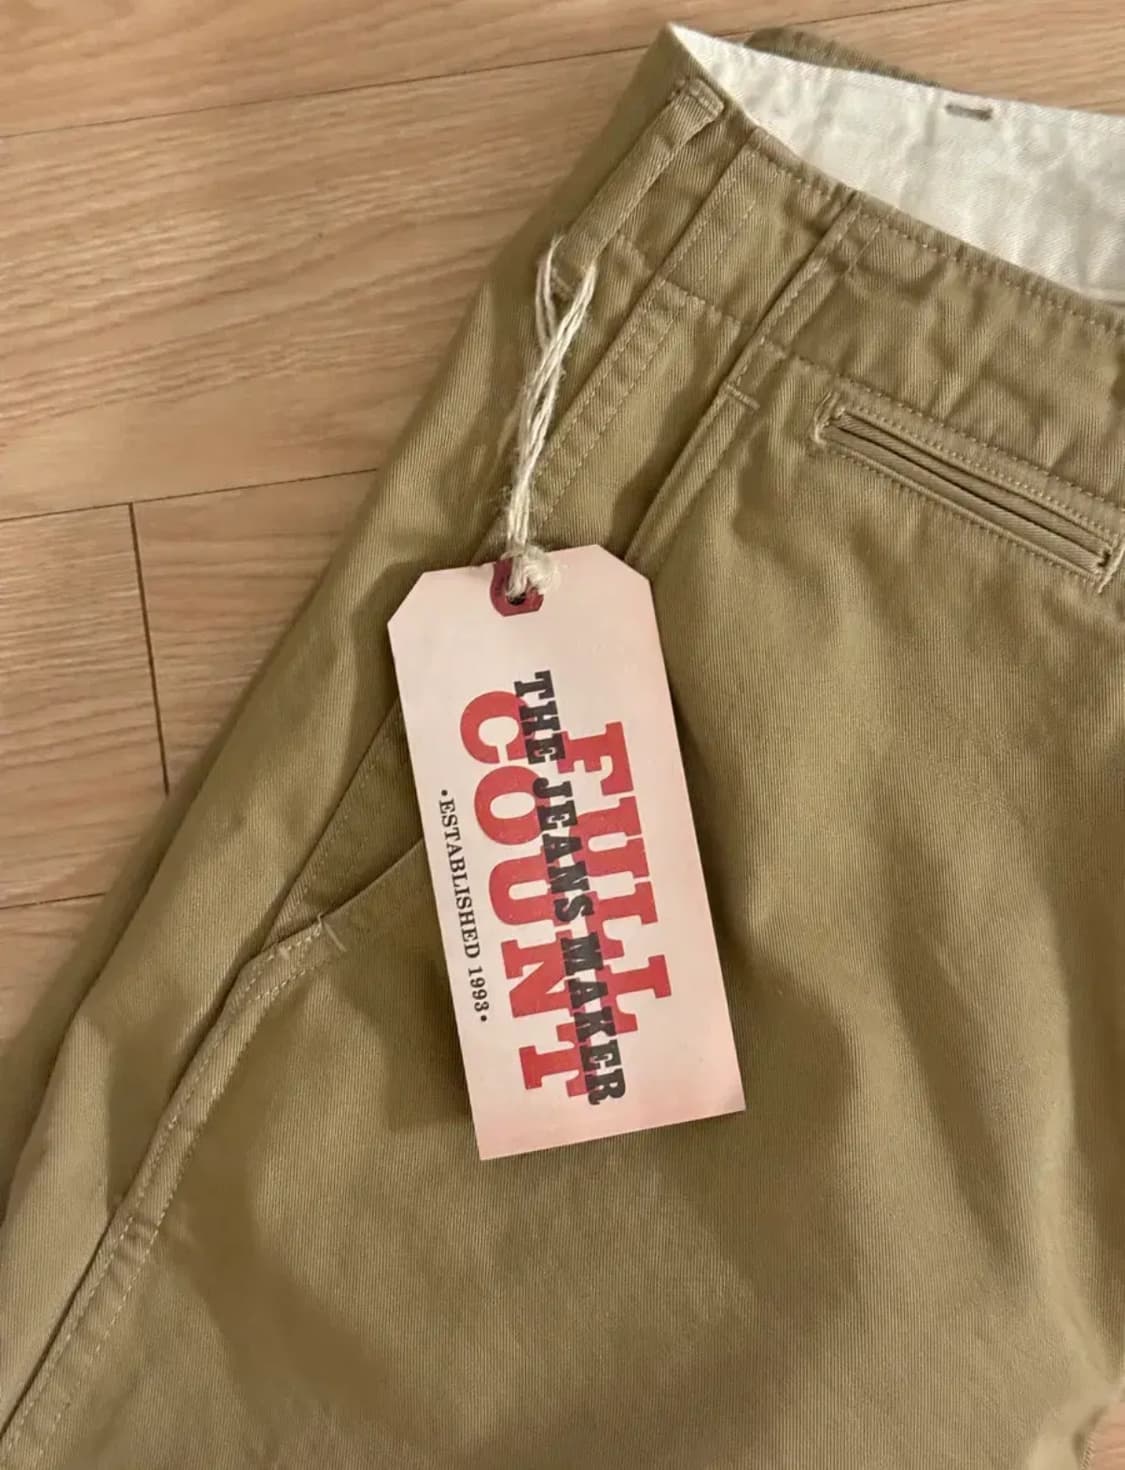 FULL
COUNT
THE JEANS MAKER
•ESTABLISHED 1993•